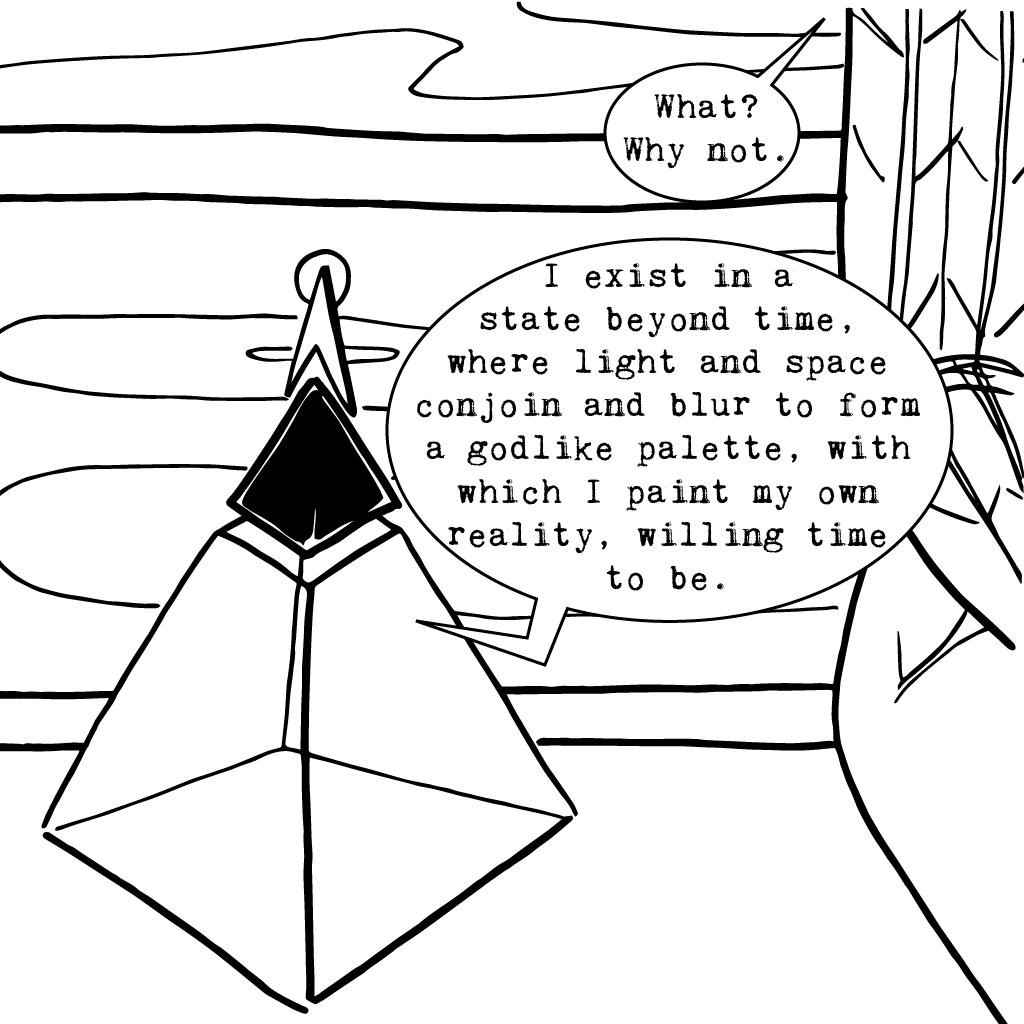 What?
Why not.
I exist in a
state beyond time,
where light and space
conjoin and blur to form
a godlike palette, with
which I paint my own
reality, willing time
to be.